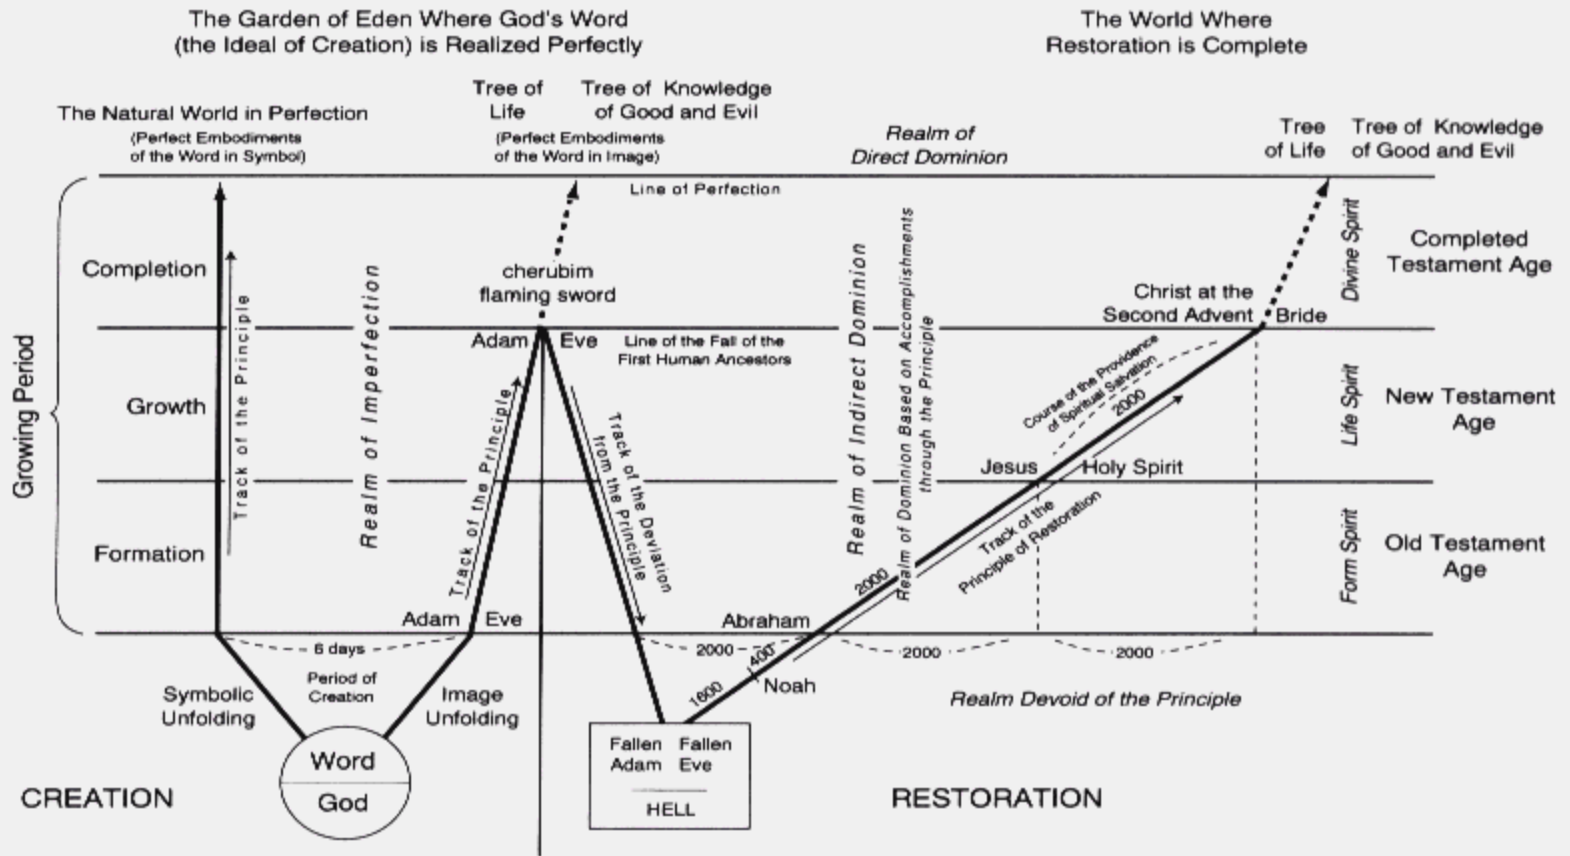 The Garden of Eden Where God's Word
(the Ideal of Creation) is Realized Perfectly
The World Where
Restoration is Complete
The Natural World in Perfection
(Perfect Embodiments
of the Word in Symbol)
Tree of
Life
Tree of Knowledge
of Good and Evil
(Perfect Embodiments
of the Word in Image)
Realm of
Direct Dominion
Tree
of Life
Tree of Knowledge
of Good and Evil
Line of Perfection
Growing Period
Completion
Growth
Formation
Track of the Principle
Realm of Imperfection
cherubim
flaming sword
Adam
Eve
Line of the Fall of the
First Human Ancestors
Track of the Principle
Track of the Deviation
from the Principle
Realm of Indirect Dominion
Realm of Dominion Based on Accomplishments
through the Principle
Christ at the
Second Advent
Bride
Course of the Providence
of Spiritual Salvation
2000
Jesus
Holy Spirit
Track of the
Principle of Restoration
2000
Divine Spirit
Life Spirit
Form Spirit
Completed
Testament Age
New Testament
Age
Old Testament
Age
Adam
Eve
Abraham
6 days
Period of
Creation
2000
400
1600
Noah
2000
2000
Symbolic
Unfolding
Image
Unfolding
Realm Devoid of the Principle
Word
God
Fallen
Adam
Fallen
Eve
HELL
CREATION
RESTORATION